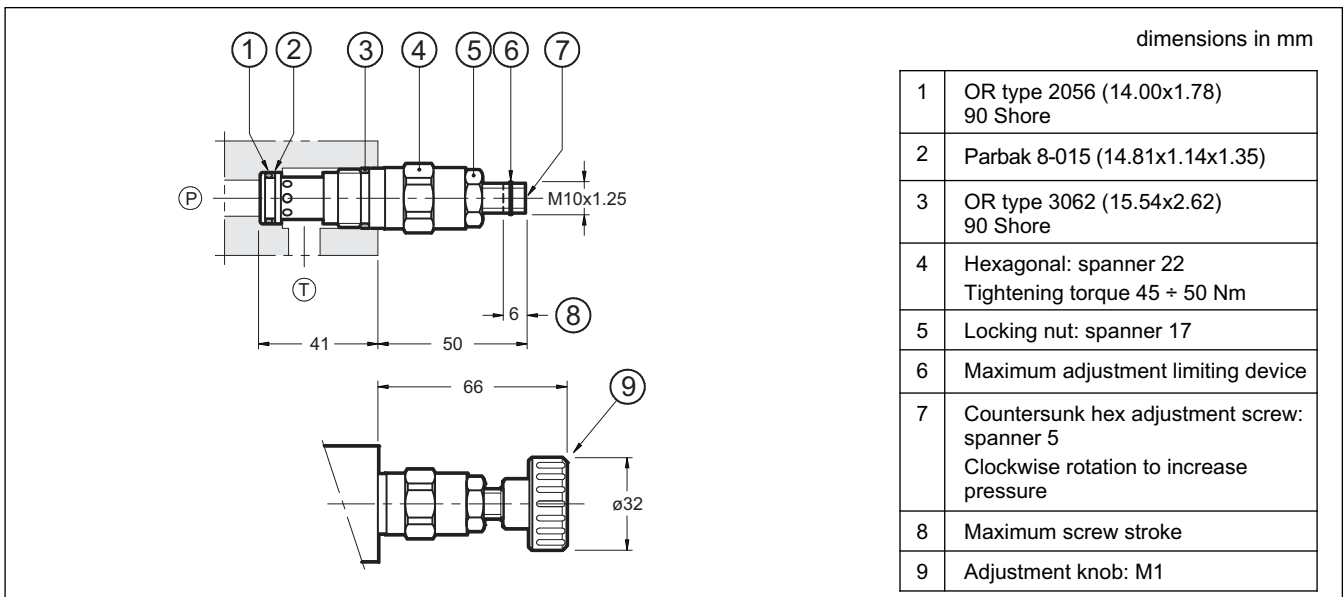 1 2 3 4 5 6 7
dimensions in mm
P
M10x1.25
T
6
8
41
50
66
9
ø32
1 OR type 2056 (14.00x1.78)
90 Shore
2 Parbak 8-015 (14.81x1.14x1.35)
3 OR type 3062 (15.54x2.62)
90 Shore
4 Hexagonal: spanner 22
Tightening torque 45 ÷ 50 Nm
5 Locking nut: spanner 17
6 Maximum adjustment limiting device
7 Countersunk hex adjustment screw:
spanner 5
Clockwise rotation to increase
pressure
8 Maximum screw stroke
9 Adjustment knob: M1